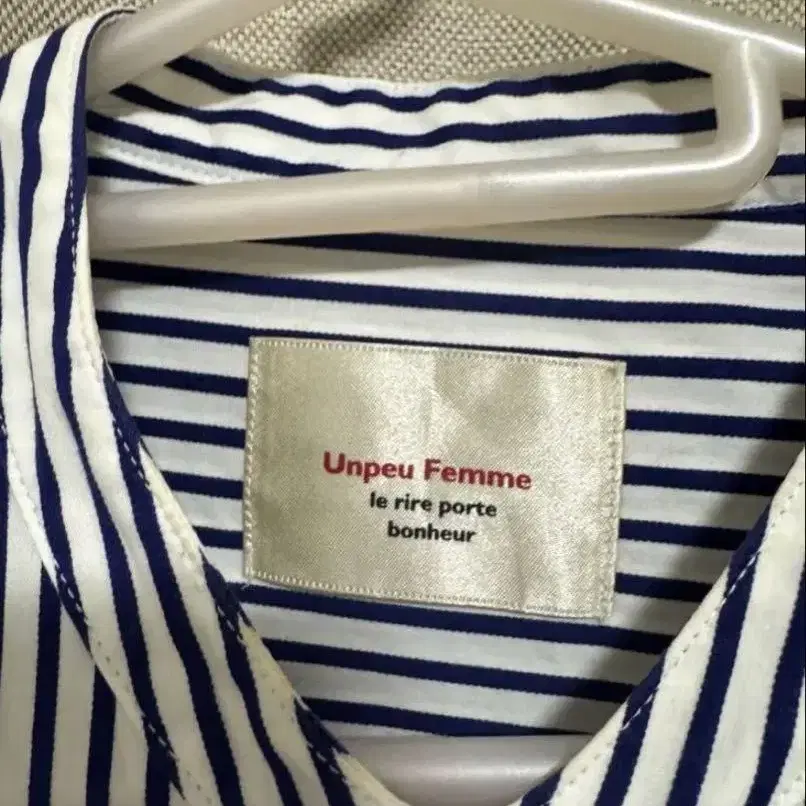 Unpeu Femme
le rire porte
bonheur